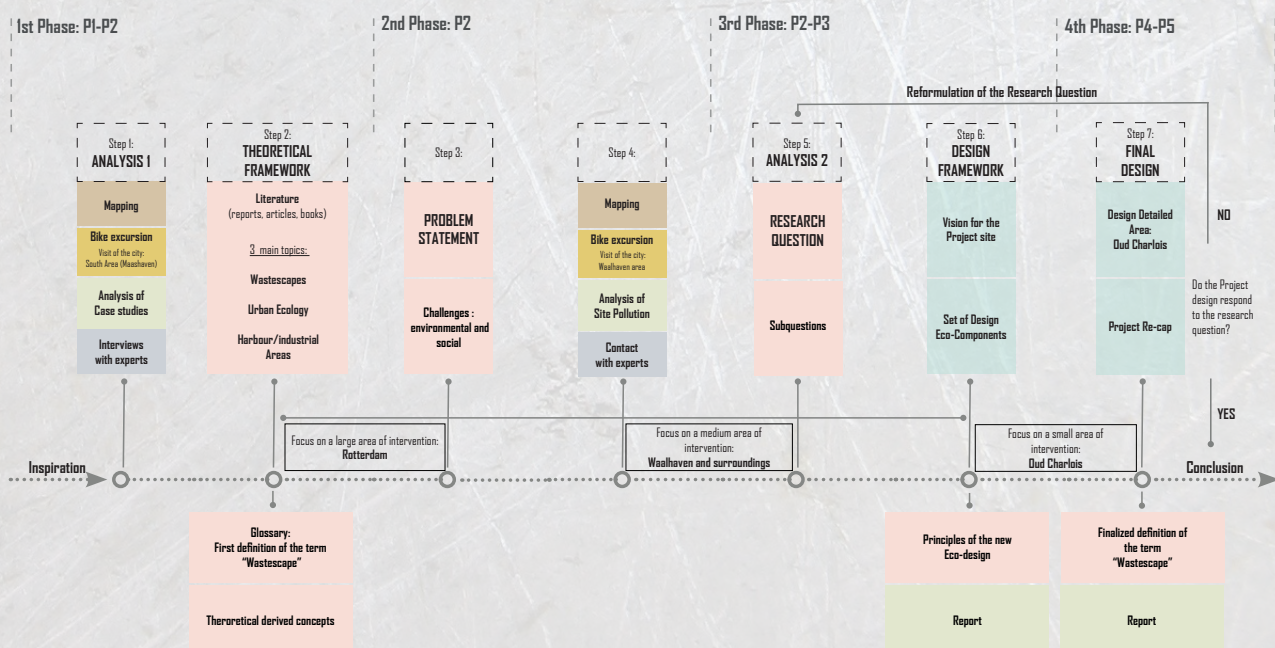 1st Phase: P1-P2
2nd Phase: P2
3rd Phase: P2-P3
4th Phase: P4-P5
Reformulation of the Research Question
Step 1:
ANALYSIS 1
Mapping
Bike excursion
Visit of the city:
South Area (Maashaven)
Analysis of
Case studies
Interviews
with experts
Step 2:
THEORETICAL
FRAMEWORK
Literature
(reports, articles, books)
3 main topics:
Wastescapes
Urban Ecology
Harbour/industrial
Areas
Step 3:
PROBLEM
STATEMENT
Challenges :
environmental and
social
Step 4:
Mapping
Bike excursion
Visit of the city:
Waalhaven area
Analysis of
Site Pollution
Contact
with experts
Step 5:
ANALYSIS 2
RESEARCH
QUESTION
Subquestions
Step 6:
DESIGN
FRAMEWORK
Vision for the
Project site
Set of Design
Eco-Components
Step 7:
FINAL
DESIGN
Design Detailed
Area:
Oud Charlois
Project Re-cap
NO
Do the Project
design respond
to the research
question?
YES
Focus on a large area of intervention:
Rotterdam
Focus on a medium area of
intervention:
Waalhaven and surroundings
Focus on a small area of
intervention:
Oud Charlois
Inspiration
Conclusion
Glossary:
First definition of the term
"Wastescape"
Theroretical derived concepts
Principles of the new
Eco-design
Report
Finalized definition of
the term
"Wastescape"
Report